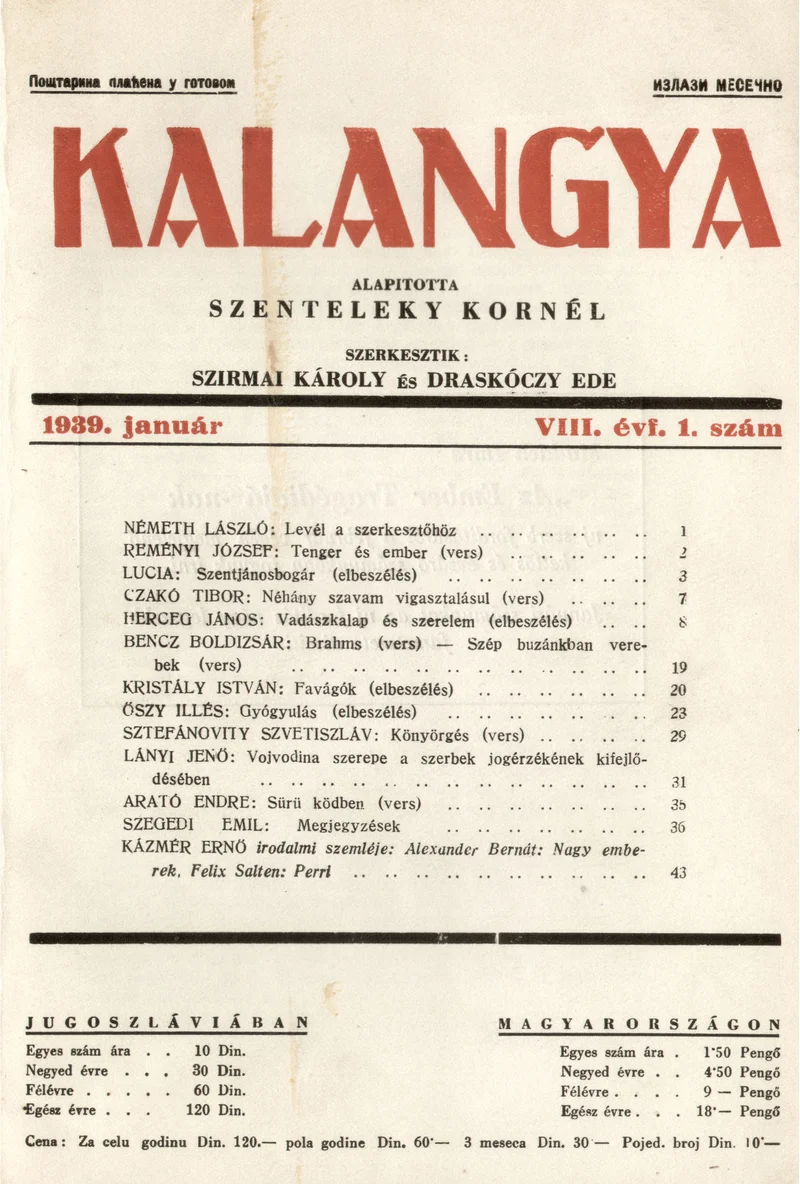 Поштарина плаћена у готовом
ИЗЛАЗИ МЕСЕЧНО
KALANGYA
ALAPITOTTA
SZENTELEKY KORNÉL
SZERKESZTIK:
SZIRMAI KÁROLY ÉS DRASKÓCZY EDE
1939. január
VIII. évf. 1. szám
NÉMETH LÁSZLÓ: Levél a szerkesztőhöz .. .. .. .. .. .. .. .. 1
REMÉNYI JÓZSEF: Tenger és ember (vers) .. .. .. .. .. .. 2
LUCIA: Szentjánosbogár (elbeszélés) .. .. .. .. .. .. .. .. .. 3
CZAKÓ TIBOR: Néhány szavam vigasztalásul (vers) .. .. .. .. 7
HERCEG JÁNOS: Vadászkalap és szerelem (elbeszélés) .. .. 8
BENCZ BOLDIZSÁR: Brahms (vers) — Szép buzánkban vere-
bek (vers) .. .. .. .. .. .. .. .. .. .. .. .. .. .. .. .. 19
KRISTÁLY ISTVÁN: Favágók (elbeszélés) .. .. .. .. .. .. .. .. 20
ŐSZY ILLÉS: Gyógyulás (elbeszélés) .. .. .. .. .. .. .. .. .. 23
SZTEFÁNOVITY SZVETISZLÁV: Könyörgés (vers) .. .. .. .. .. 29
LÁNYI JENŐ: Vojvodina szerepe a szerbek jogérzékének kifejlő-
désében .. .. .. .. .. .. .. .. .. .. .. .. .. .. .. .. .. 31
ARATÓ ENDRE: Sürü ködben (vers) .. .. .. .. .. .. .. .. .. 35
SZEGEDI EMIL: Megjegyzések .. .. .. .. .. .. .. .. .. 36
KÁZMÉR ERNŐ irodalmi szemléje: Alexander Bernát: Nagy embe-
rek, Felix Salten: Perri .. .. .. .. .. .. .. .. .. .. .. .. .. 43
JUGOSZLÁVIÁBAN
Egyes szám ára . . 10 Din.
Negyed évre . . . 30 Din.
Félévre . . . . . 60 Din.
Egész évre . . . 120 Din.
MAGYARORSZÁGON
Egyes szám ára . 1·50 Pengő
Negyed évre . . 4·50 Pengő
Félévre . . . . 9 — Pengő
Egész évre . . . 18·— Pengő
Cena: Za celu godinu Din. 120.— pola godine Din. 60·— 3 meseca Din. 30 — Pojed. broj Din. 10·—